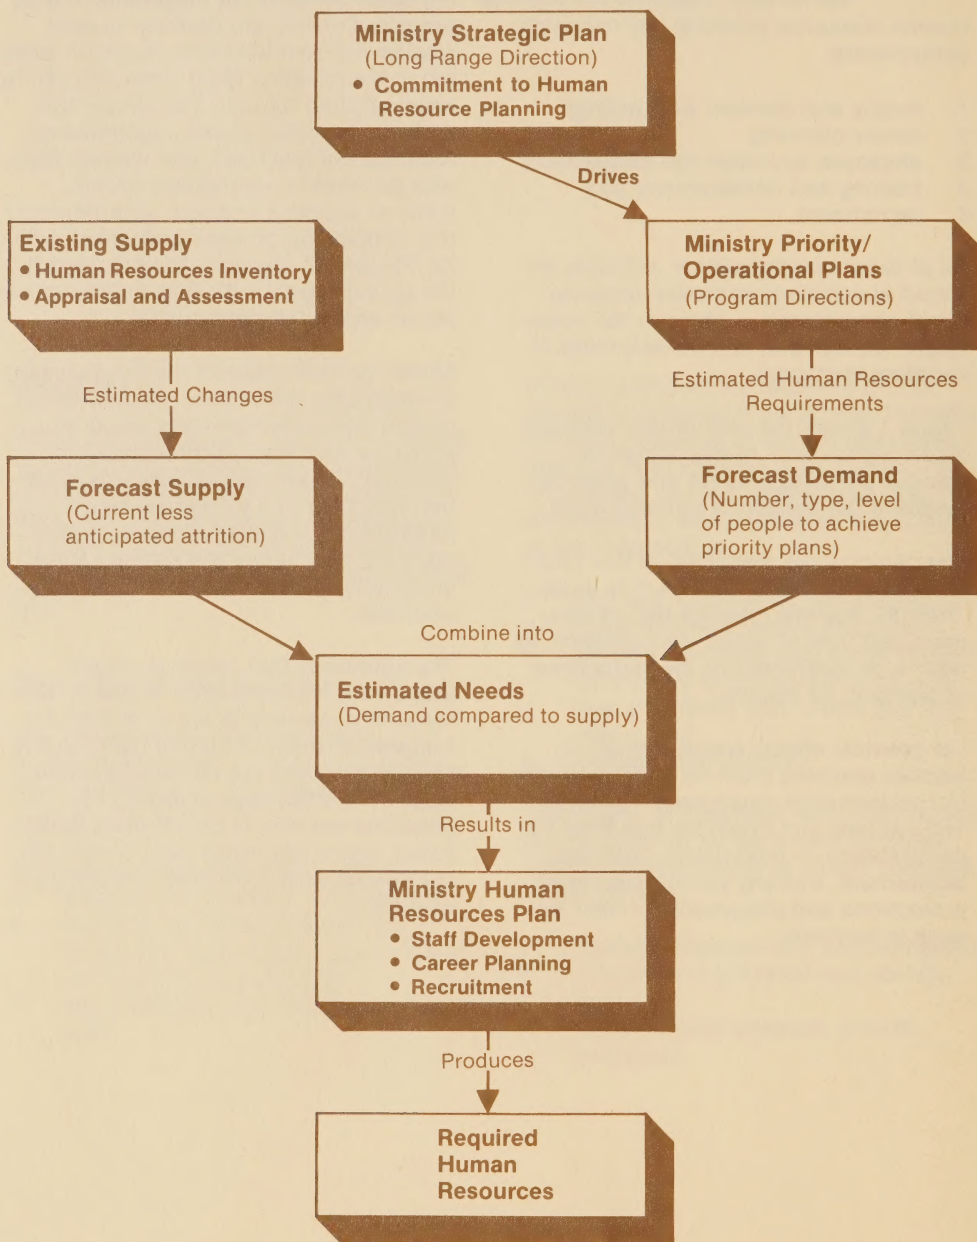 Ministry Strategic Plan
(Long Range Direction)
• Commitment to Human
Resource Planning
Drives
Existing Supply
• Human Resources Inventory
• Appraisal and Assessment
Ministry Priority/
Operational Plans
(Program Directions)
Estimated Changes
Estimated Human Resources
Requirements
Forecast Supply
(Current less
anticipated attrition)
Forecast Demand
(Number, type, level
of people to achieve
priority plans)
Combine into
Estimated Needs
(Demand compared to supply)
Results in
Ministry Human
Resources Plan
• Staff Development
• Career Planning
• Recruitment
Produces
Required
Human
Resources